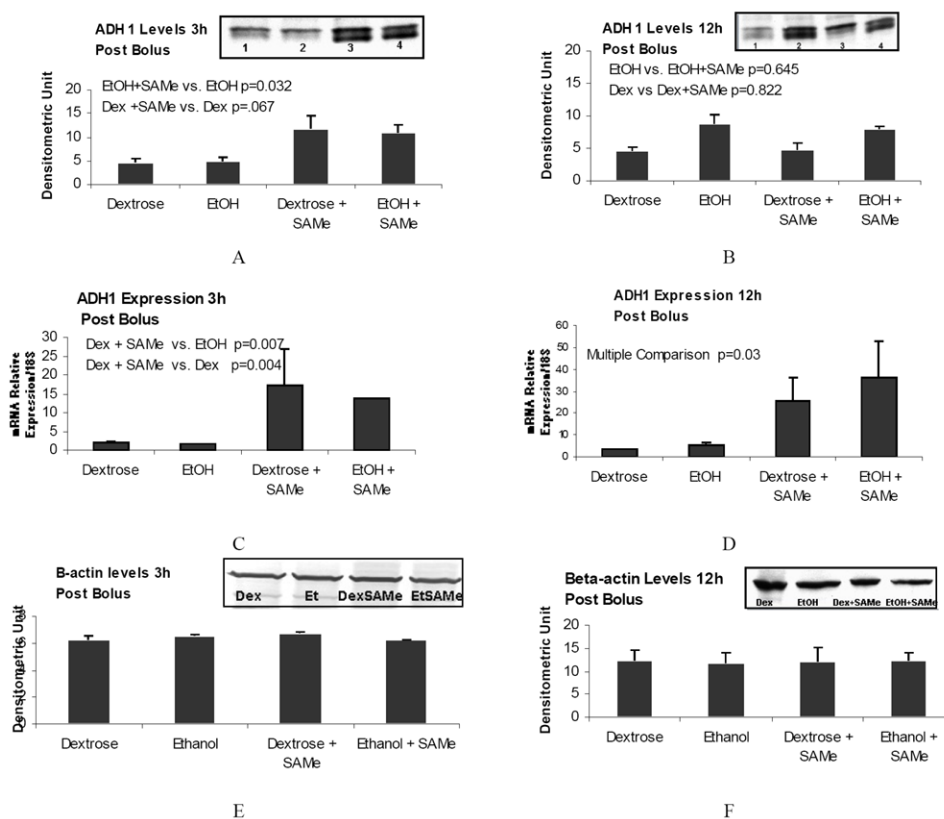 ADH 1 Levels 3h
Post Bolus
1 2 3 4
EtOH+SAMe vs. EtOH p=0.032
Dex +SAMe vs. Dex p=.067
Densitometric Unit
20
15
10
5
0
Dextrose EtOH Dextrose + SAMe EtOH + SAMe
A
ADH 1 Levels 12h
Post Bolus
1 2 3 4
EtOH vs. EtOH+SAMe p=0.645
Dex vs Dex+SAMe p=0.822
Densitometric Unit
20
15
10
5
0
Dextrose EtOH Dextrose + SAMe EtOH + SAMe
B
ADH1 Expression 3h
Post Bolus
Dex + SAMe vs. EtOH p=0.007
Dex + SAMe vs. Dex p=0.004
mRNA Relative
Expression/18S
30
25
20
15
10
5
0
Dextrose EtOH Dextrose + SAMe EtOH + SAMe
C
ADH1 Expression 12h
Post Bolus
Multiple Comparison p=0.03
mRNA Relative
Expression/18S
60
50
40
30
20
10
0
Dextrose EtOH Dextrose + SAMe EtOH + SAMe
D
B-actin levels 3h
Post Bolus
Dex Et DexSAMe EtSAMe
Densitometric Unit
Dextrose Ethanol Dextrose + SAMe Ethanol + SAMe
E
Beta-actin Levels 12h
Post Bolus
Dex EtOH Dex+SAMe EtOH+SAMe
Densitometric Unit
20
15
10
5
0
Dextrose Ethanol Dextrose + SAMe Ethanol + SAMe
F